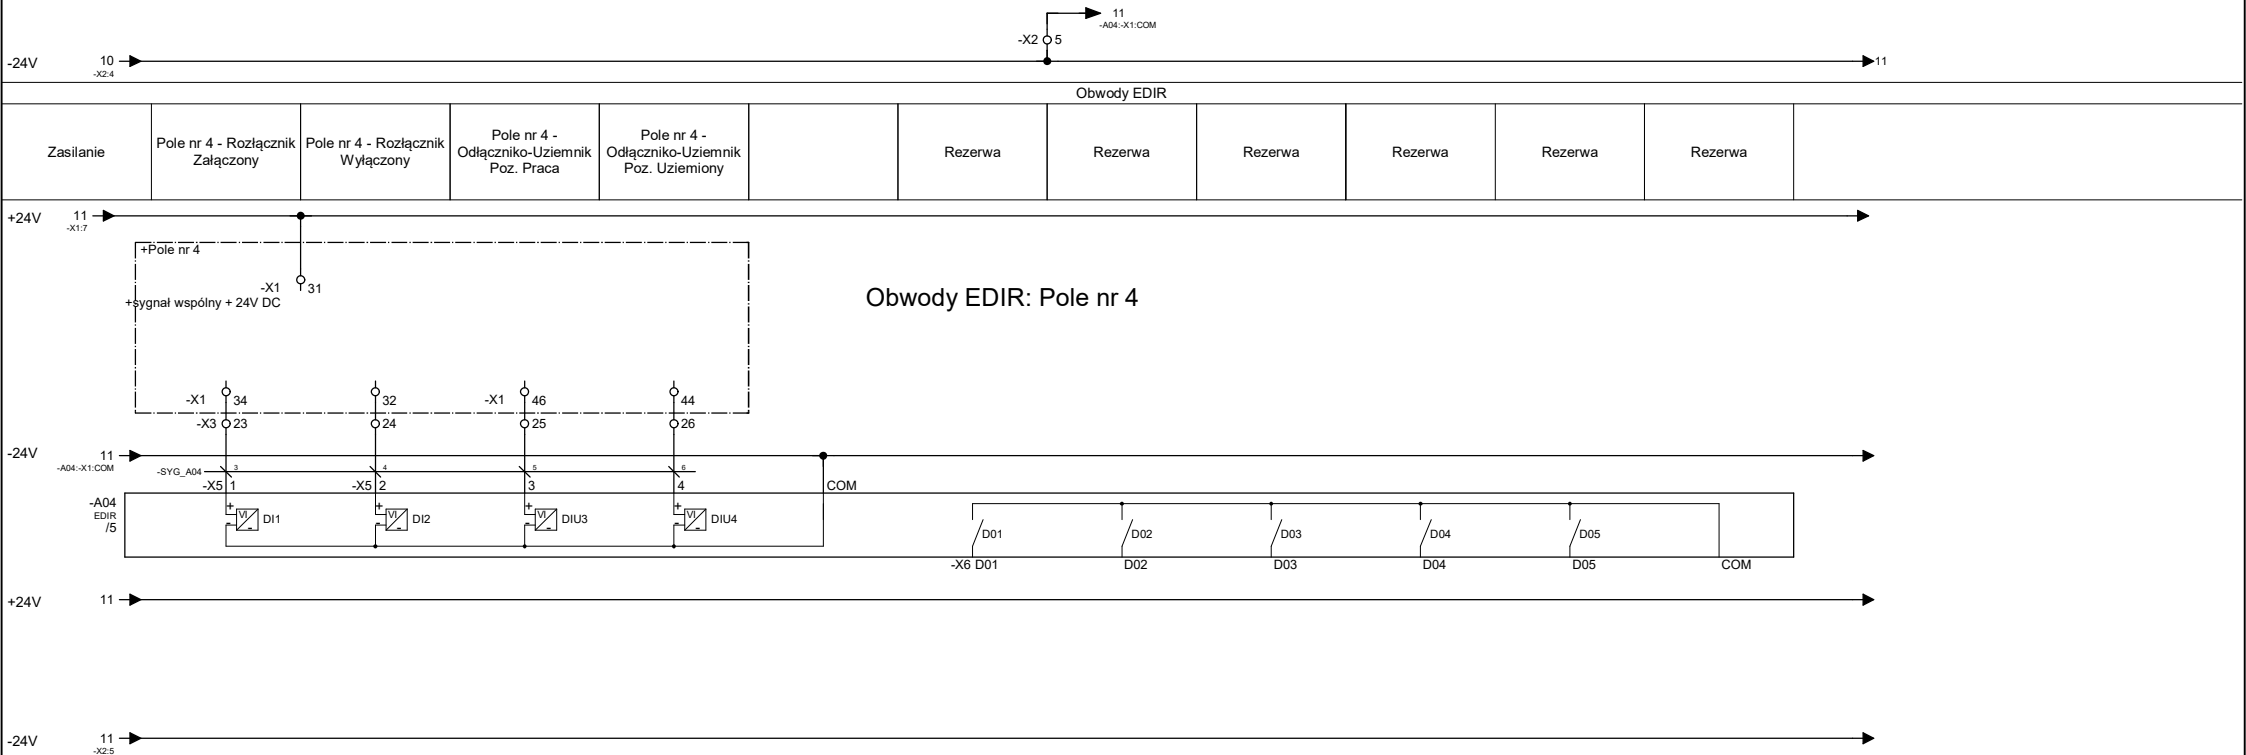 11
-A04:-X1:COM
-X2 5
-24V 10 11
-X2:4
Obwody EDIR
Zasilanie
Pole nr 4 - Rozłącznik
Załączony
Pole nr 4 - Rozłącznik
Wyłączony
Pole nr 4 -
Odłączniko-Uziemnik
Poz. Praca
Pole nr 4 -
Odłączniko-Uziemnik
Poz. Uziemiony
Rezerwa
Rezerwa
Rezerwa
Rezerwa
Rezerwa
Rezerwa
+24V 11
-X1:7
+Pole nr 4
-X1 31
+sygnał wspólny + 24V DC
Obwody EDIR: Pole nr 4
-X1 34 32 -X1 46 44
-X3 23 24 25 26
-24V 11
-A04:-X1:COM
-SYG_A04 3 4 5 6
-X5 1 -X5 2 3 4 COM
-A04
EDIR
/5
+ + + +
VI VI VI VI
- - - -
- - - -
DI1 DI2 DIU3 DIU4
D01 D02 D03 D04 D05
-X6 D01 D02 D03 D04 D05 COM
+24V 11
-24V 11
-X2:5